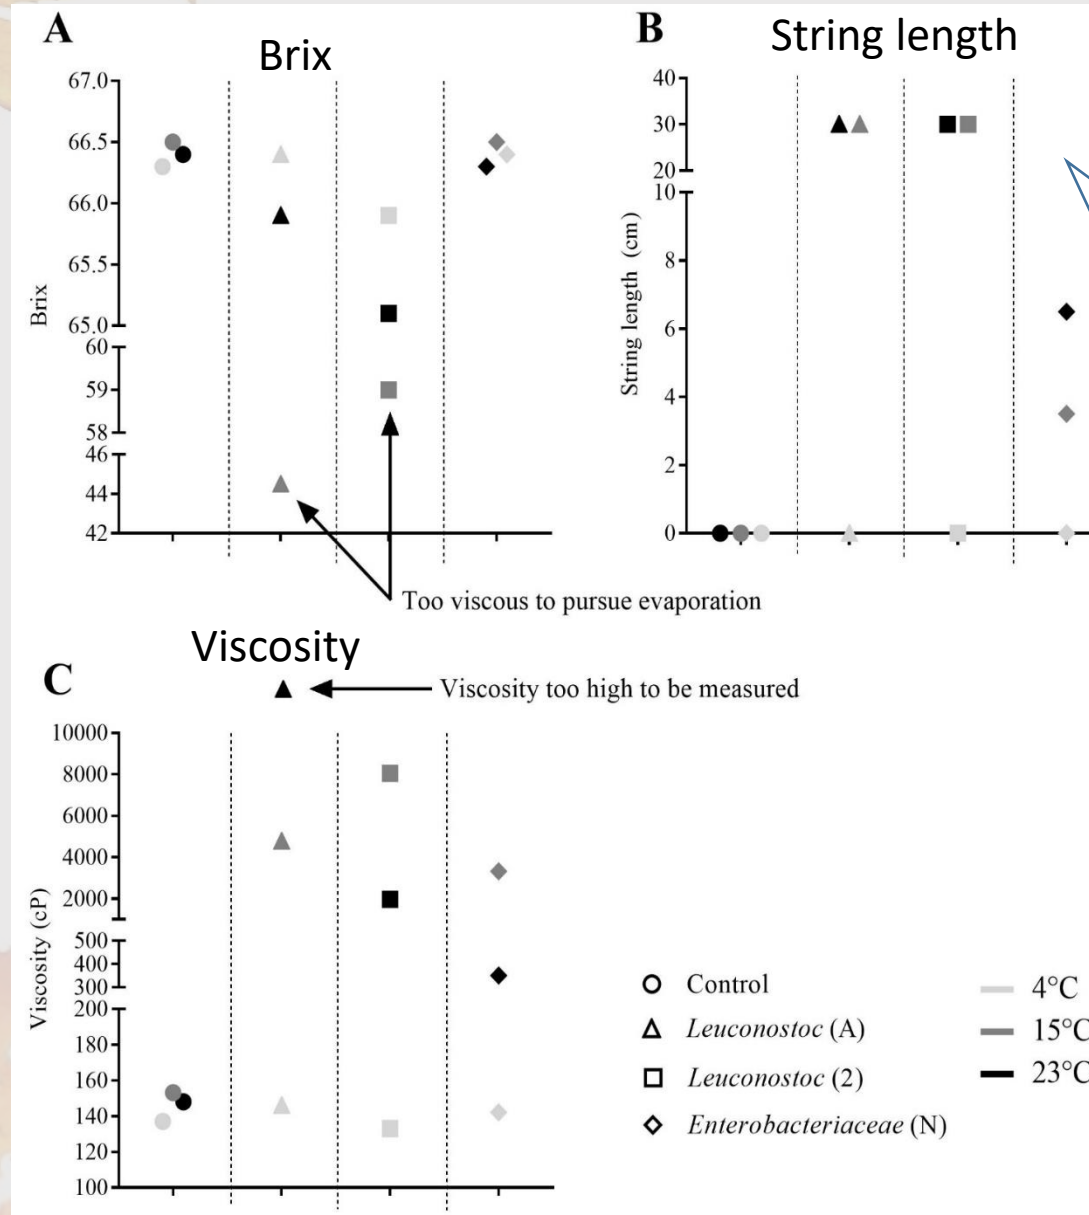 A
Brix
67.0
66.5
66.0
65.5
65.0
60
59
58
46
44
42
Brix
Too viscous to pursue evaporation
B
String length
40
30
20
10
8
6
4
2
0
String length (cm)
Viscosity
C
Viscosity too high to be measured
10000
8000
6000
4000
2000
500
400
300
200
180
160
140
120
100
Viscosity (cP)
Control
Leuconostoc (A)
Leuconostoc (2)
Enterobacteriaceae (N)
4°C
15°C
23°C